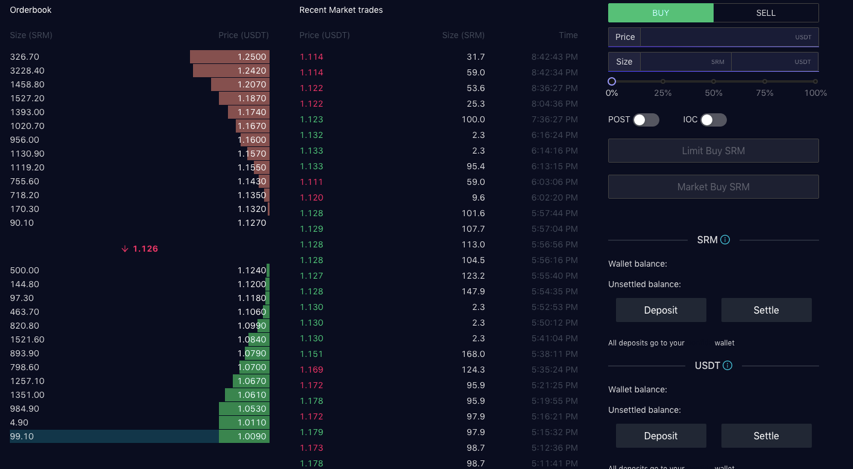 Orderbook
Size (SRM) Price (USDT)
326.70 1.2500
3228.40 1.2420
1458.80 1.2070
1527.20 1.1870
1393.00 1.1740
1020.70 1.1670
956.00 1.1600
1130.90 1.1570
1119.20 1.1550
755.60 1.1430
718.20 1.1350
170.30 1.1320
90.10 1.1270
↓ 1.126
500.00 1.1240
144.80 1.1200
97.30 1.1180
463.70 1.1060
820.80 1.0990
1521.60 1.0840
893.90 1.0790
798.60 1.0700
1257.10 1.0670
1351.00 1.0610
984.90 1.0530
4.90 1.0110
99.10 1.0090
Recent Market trades
Price (USDT) Size (SRM) Time
1.114 31.7 8:42:43 PM
1.114 59.0 8:42:34 PM
1.122 53.6 8:36:27 PM
1.122 25.3 8:04:36 PM
1.123 100.0 7:36:27 PM
1.132 2.3 6:16:24 PM
1.133 2.3 6:14:16 PM
1.133 95.4 6:13:15 PM
1.111 59.0 6:03:06 PM
1.120 9.6 6:02:20 PM
1.128 101.6 5:57:44 PM
1.129 107.7 5:57:04 PM
1.128 113.0 5:56:56 PM
1.128 104.5 5:56:16 PM
1.127 123.2 5:55:40 PM
1.128 147.9 5:54:35 PM
1.130 2.3 5:52:53 PM
1.130 2.3 5:50:12 PM
1.130 2.3 5:41:04 PM
1.151 168.0 5:38:11 PM
1.169 124.3 5:35:24 PM
1.172 95.9 5:21:25 PM
1.178 95.9 5:19:55 PM
1.172 97.9 5:16:21 PM
1.179 97.9 5:15:32 PM
1.173 98.7 5:12:36 PM
1.178 98.7 5:11:41 PM
BUY SELL
Price USDT
Size SRM USDT
0% 25% 50% 75% 100%
POST IOC
Limit Buy SRM
Market Buy SRM
SRM
Wallet balance:
Unsettled balance:
Deposit Settle
All deposits go to your wallet
USDT
Wallet balance:
Unsettled balance:
Deposit Settle
All deposits go to your wallet